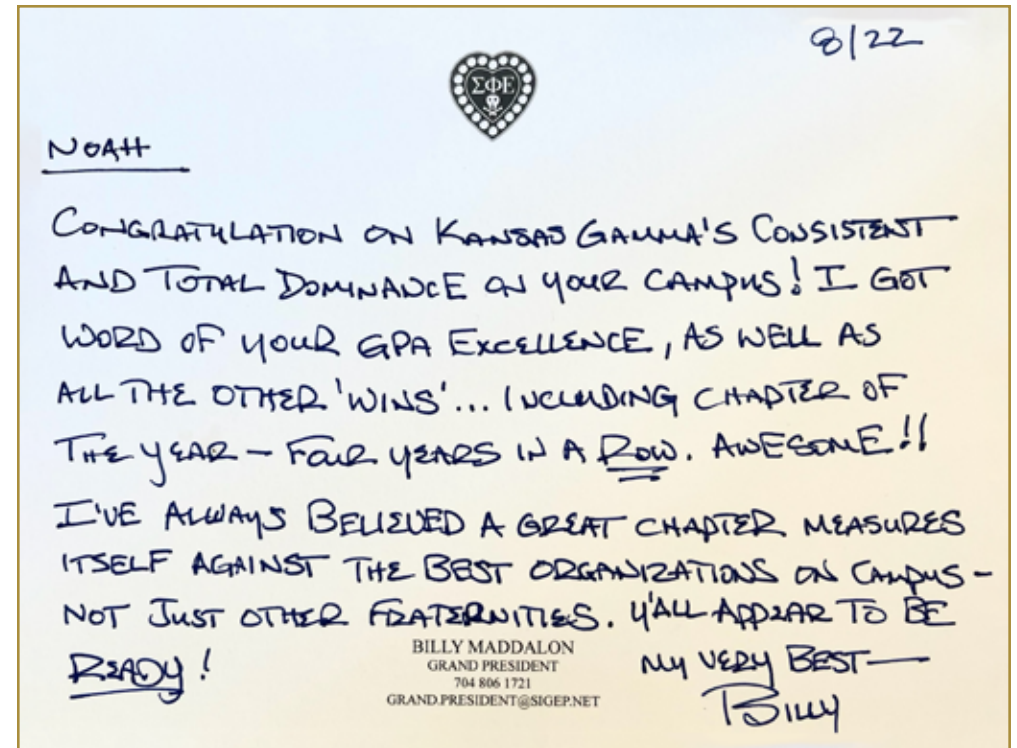 8/22
ΣΦΕ
NOAH
CONGRATULATION ON KANSAS GAMMA'S CONSISTENT
AND TOTAL DOMINANCE ON YOUR CAMPUS! I GOT
WORD OF YOUR GPA EXCELLENCE, AS WELL AS
ALL THE OTHER 'WINS'... INCLUDING CHAPTER OF
THE YEAR – FOUR YEARS IN A ROW. AWESOME!!
I'VE ALWAYS BELIEVED A GREAT CHAPTER MEASURES
ITSELF AGAINST THE BEST ORGANIZATIONS ON CAMPUS –
NOT JUST OTHER FRATERNITIES. Y'ALL APPEAR TO BE
READY!
MY VERY BEST —
BILLY
BILLY MADDALON
GRAND PRESIDENT
704 806 1721
GRAND.PRESIDENT@SIGEP.NET